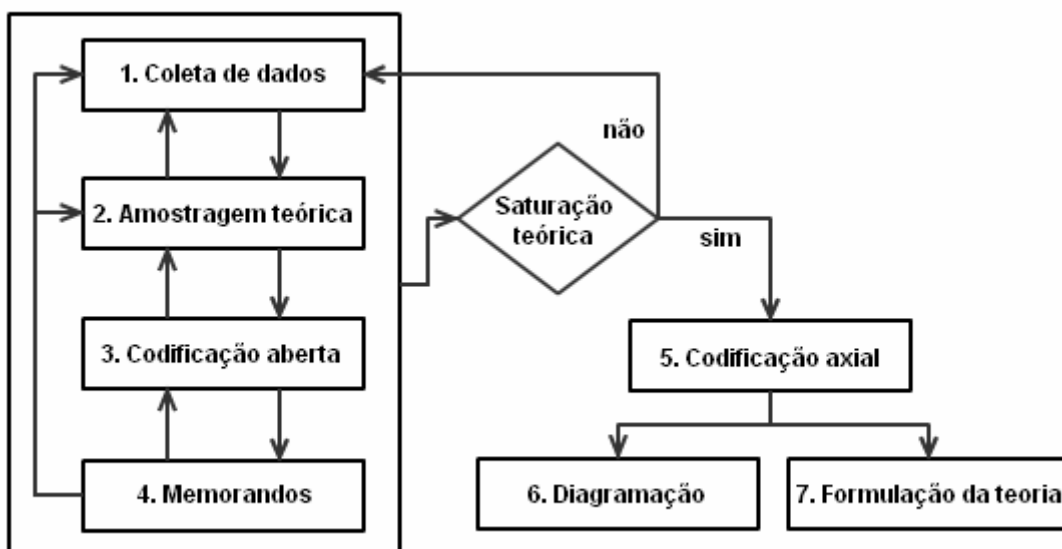 1. Coleta de dados
2. Amostragem teórica
3. Codificação aberta
4. Memorandos
Saturação
teórica
não
sim
5. Codificação axial
6. Diagramação
7. Formulação da teoria